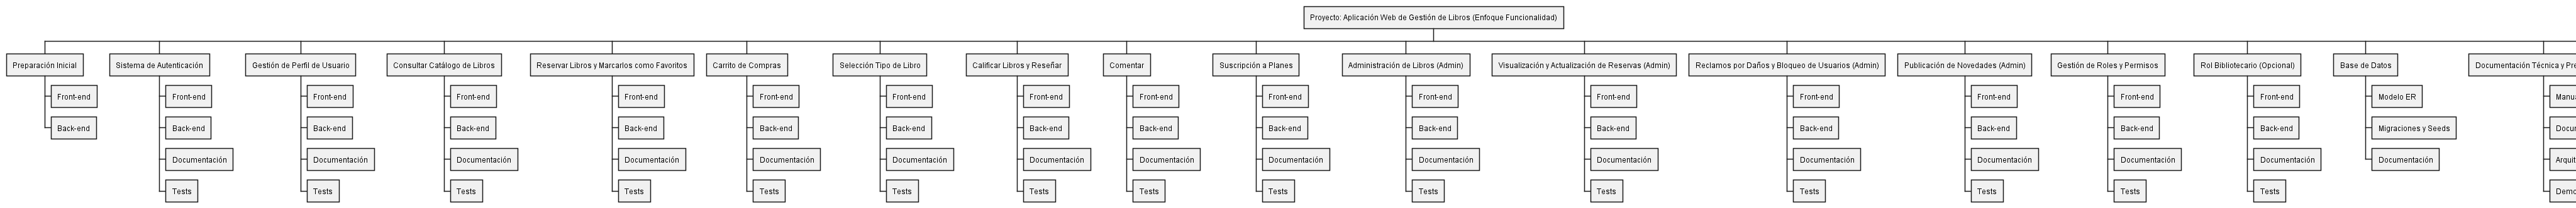 Proyecto: Aplicación Web de Gestión de Libros (Enfoque Funcionalidad)
Preparación Inicial
Front-end
Back-end
Sistema de Autenticación
Front-end
Back-end
Documentación
Tests
Gestión de Perfil de Usuario
Front-end
Back-end
Documentación
Tests
Consultar Catálogo de Libros
Front-end
Back-end
Documentación
Tests
Reservar Libros y Marcarlos como Favoritos
Front-end
Back-end
Documentación
Tests
Carrito de Compras
Front-end
Back-end
Documentación
Tests
Selección Tipo de Libro
Front-end
Back-end
Documentación
Tests
Calificar Libros y Reseñar
Front-end
Back-end
Documentación
Tests
Comentar
Front-end
Back-end
Documentación
Tests
Suscripción a Planes
Front-end
Back-end
Documentación
Tests
Administración de Libros (Admin)
Front-end
Back-end
Documentación
Tests
Visualización y Actualización de Reservas (Admin)
Front-end
Back-end
Documentación
Tests
Reclamos por Daños y Bloqueo de Usuarios (Admin)
Front-end
Back-end
Documentación
Tests
Publicación de Novedades (Admin)
Front-end
Back-end
Documentación
Tests
Gestión de Roles y Permisos
Front-end
Back-end
Documentación
Tests
Rol Bibliotecario (Opcional)
Front-end
Back-end
Documentación
Tests
Base de Datos
Modelo ER
Migraciones y Seeds
Documentación
Documentación Técnica y Pre
Manua
Docum
Arquit
Demo